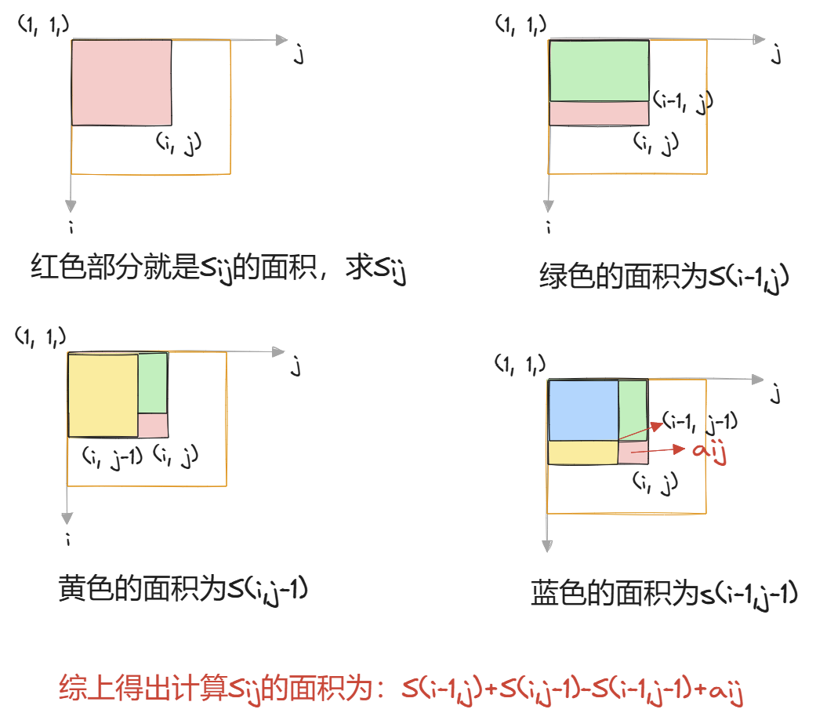 (1, 1,)
j
(i, j)
i
红色部分就是Sij的面积，求Sij
(1, 1,)
j
(i-1, j)
(i, j)
i
绿色的面积为S(i-1,j)
(1, 1,)
j
(i, j-1) (i, j)
i
黄色的面积为S(i,j-1)
(1, 1,)
j
(i-1, j-1)
aij
(i, j)
蓝色的面积为s(i-1,j-1)
综上得出计算Sij的面积为：S(i-1,j)+S(i,j-1)-S(i-1,j-1)+aij